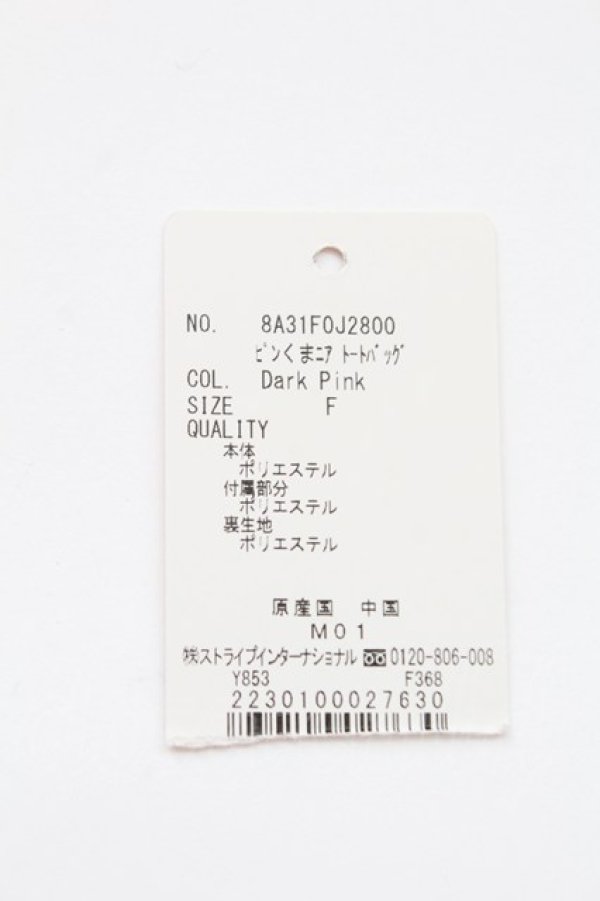 NO. 8A31F0J2800
ﾋﾟﾝくまﾆｱ ﾄｰﾄﾊﾞｯｸﾞ
COL. Dark Pink
SIZE F
QUALITY
本体
ポリエステル
付属部分
ポリエステル
裏生地
ポリエステル
原産国 中国
M01
㈱ストライプインターナショナル 0120-806-008
Y853 F368
2230100027630